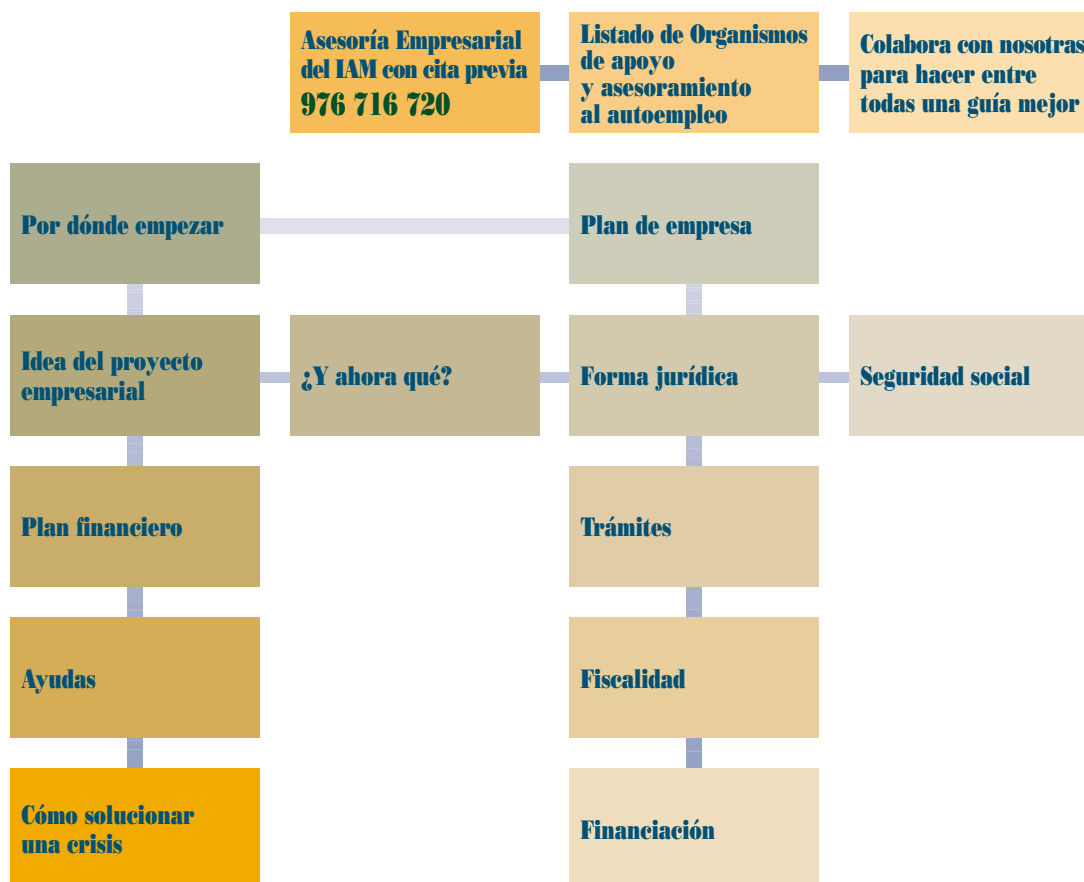 Asesoría Empresarial
del IAM con cita previa
976 716 720
Listado de Organismos
de apoyo
y asesoramiento
al autoempleo
Colabora con nosotras
para hacer entre
todas una guía mejor
Por dónde empezar
Plan de empresa
Idea del proyecto
empresarial
¿Y ahora qué?
Forma jurídica
Seguridad social
Plan financiero
Trámites
Ayudas
Fiscalidad
Cómo solucionar
una crisis
Financiación